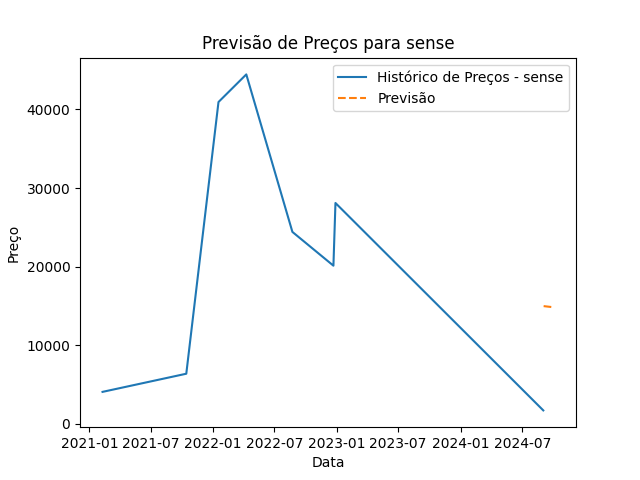 Previsão de Preços para sense
Histórico de Preços - sense
Previsão
Preço
40000
30000
20000
10000
0
2021-01 2021-07 2022-01 2022-07 2023-01 2023-07 2024-01 2024-07
Data